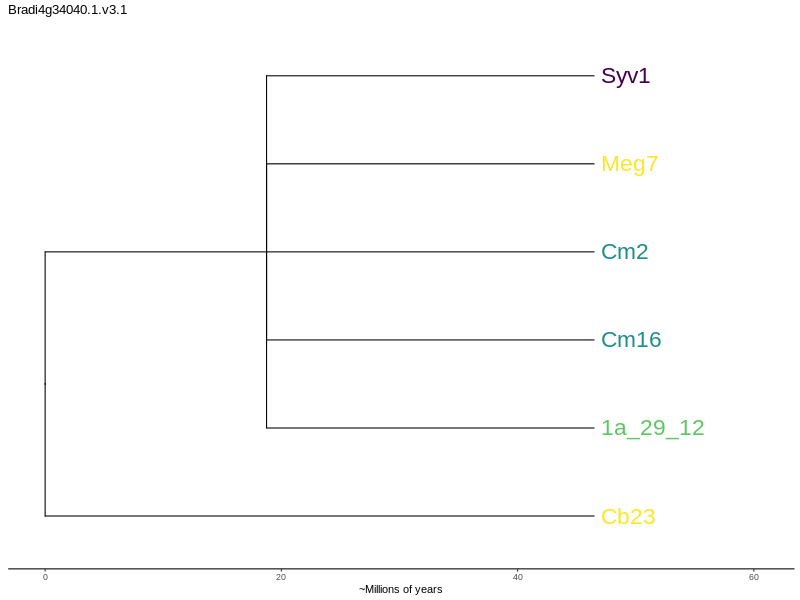 Bradi4g34040.1.v3.1
Syv1
Meg7
Cm2
Cm16
1a_29_12
Cb23
0 20 40 60
~Millions of years